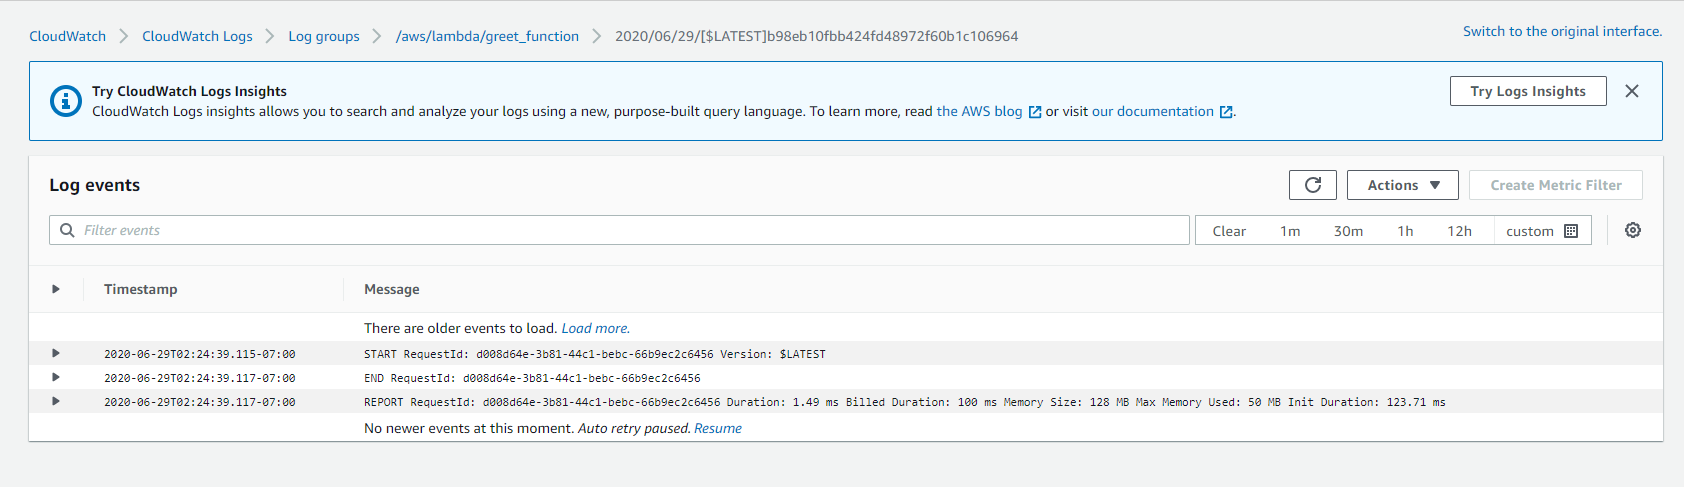 CloudWatch CloudWatch Logs Log groups /aws/lambda/greet_function 2020/06/29/[$LATEST]b98eb10fbb424fd48972f60b1c106964
Switch to the original interface.
Try CloudWatch Logs Insights
CloudWatch Logs insights allows you to search and analyze your logs using a new, purpose-built query language. To learn more, read the AWS blog or visit our documentation.
Try Logs Insights
Log events
Actions
Create Metric Filter
Filter events
Clear 1m 30m 1h 12h custom
Timestamp Message
There are older events to load. Load more.
2020-06-29T02:24:39.115-07:00 START RequestId: d008d64e-3b81-44c1-bebc-66b9ec2c6456 Version: $LATEST
2020-06-29T02:24:39.117-07:00 END RequestId: d008d64e-3b81-44c1-bebc-66b9ec2c6456
2020-06-29T02:24:39.117-07:00 REPORT RequestId: d008d64e-3b81-44c1-bebc-66b9ec2c6456 Duration: 1.49 ms Billed Duration: 100 ms Memory Size: 128 MB Max Memory Used: 50 MB Init Duration: 123.71 ms
No newer events at this moment. Auto retry paused. Resume